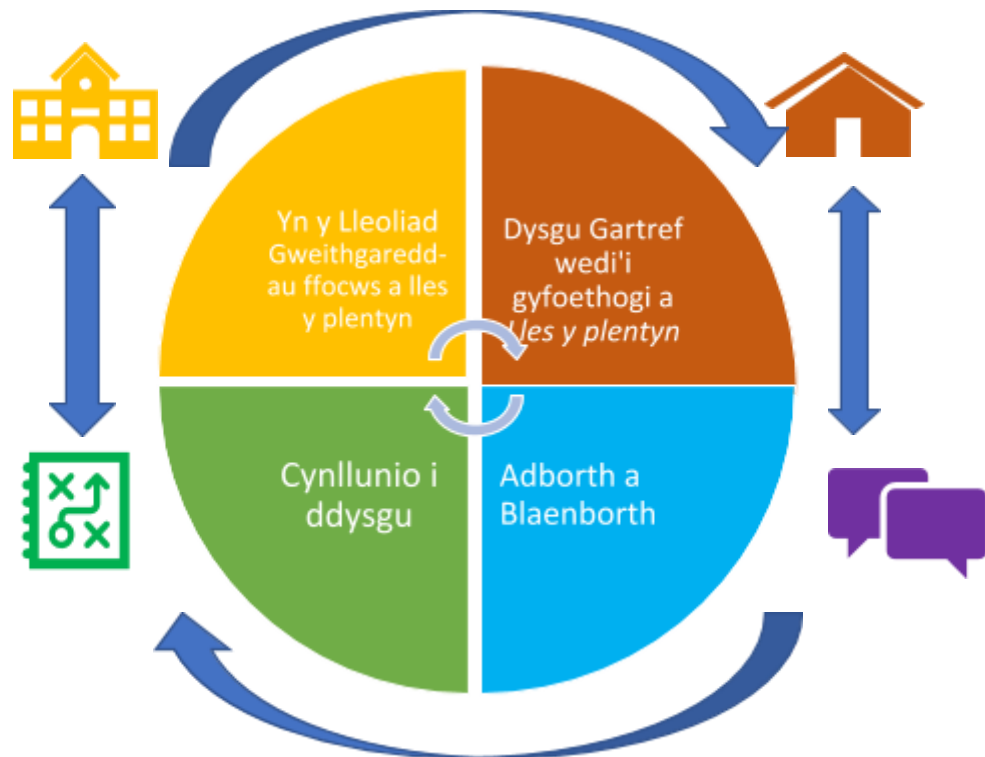 Yn y Lleoliad
Gweithgaredd-
au ffocws a lles
y plentyn
Dysgu Gartref
wedi'i
gyfoethogi a
Lles y plentyn
Cynllunio i
ddysgu
Adborth a
Blaenborth